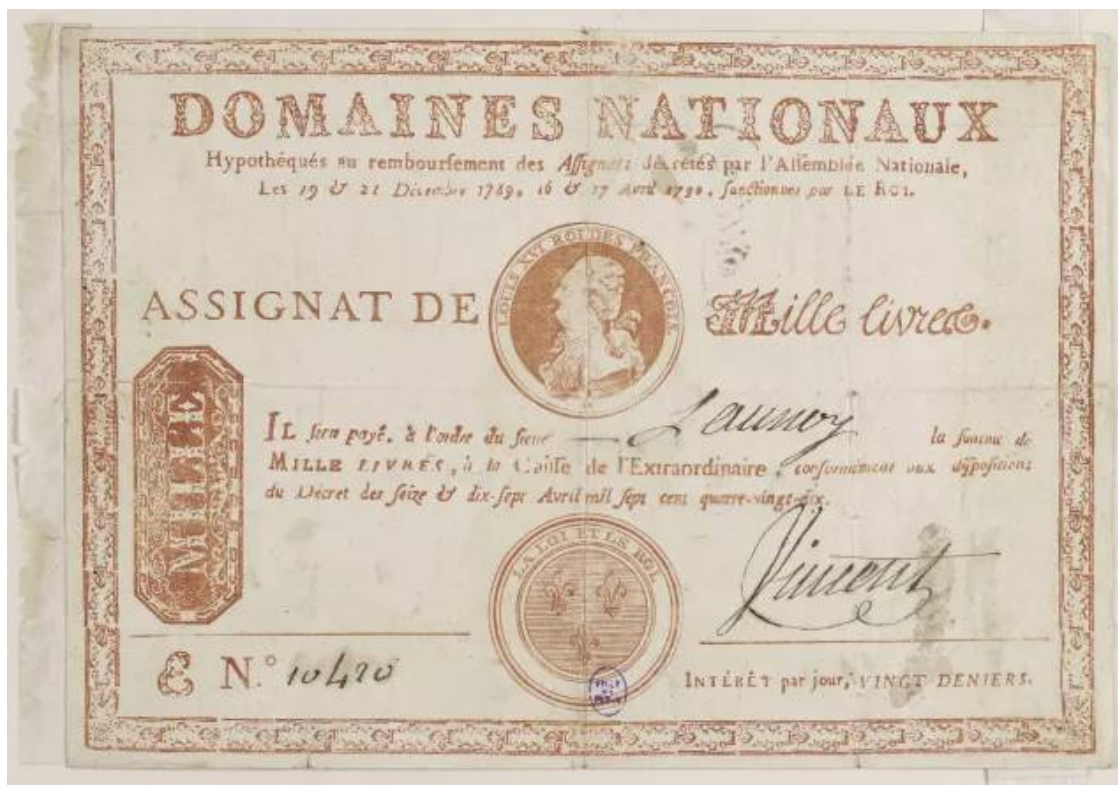 DOMAINES NATIONAUX
Hypothéqués au remboursement des Assignats décrétés par l'Assemblée Nationale,
Les 19 & 21 Décembre 1789, 16 & 17 Avril 1790, sanctionnés par LE ROI.
LOUIS XVI ROI DES FRANÇOIS
ASSIGNAT DE Mille livres.
MILLE
IL sera payé, à l'ordre du sieur Launoy la somme de
MILLE LIVRES, à la Caisse de l'Extraordinaire, conformément aux dispositions
du Décret des seize & dix-sept Avril mil sept cent quatre-vingt-dix.
LA LOI ET LE ROI.
E N.° 10420
INTÉRÊT par jour, VINGT DENIERS.